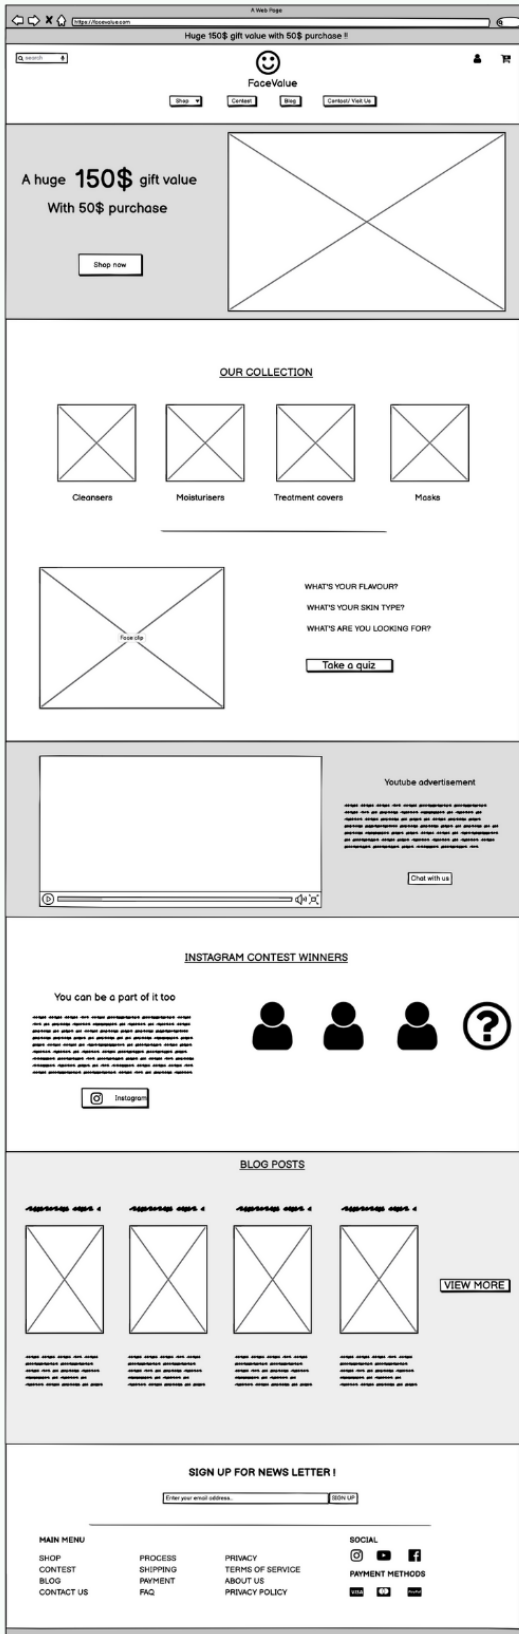 A Web Page
https://facevalue.com
Huge 150$ gift value with 50$ purchase !!
search
FaceValue
Shop
Contest
Blog
Contact/ Visit Us
A huge 150$ gift value
With 50$ purchase
Shop now
OUR COLLECTION
Cleansers
Moisturisers
Treatment covers
Masks
Face clip
WHAT'S YOUR FLAVOUR?
WHAT'S YOUR SKIN TYPE?
WHAT'S ARE YOU LOOKING FOR?
Take a quiz
Youtube advertisement
Chat with us
INSTAGRAM CONTEST WINNERS
You can be a part of it too
Instagram
BLOG POSTS
VIEW MORE
SIGN UP FOR NEWS LETTER !
Enter your email address..
SIGN UP
MAIN MENU
SHOP
CONTEST
BLOG
CONTACT US
PROCESS
SHIPPING
PAYMENT
FAQ
PRIVACY
TERMS OF SERVICE
ABOUT US
PRIVACY POLICY
SOCIAL
PAYMENT METHODS
VISA
PayPal